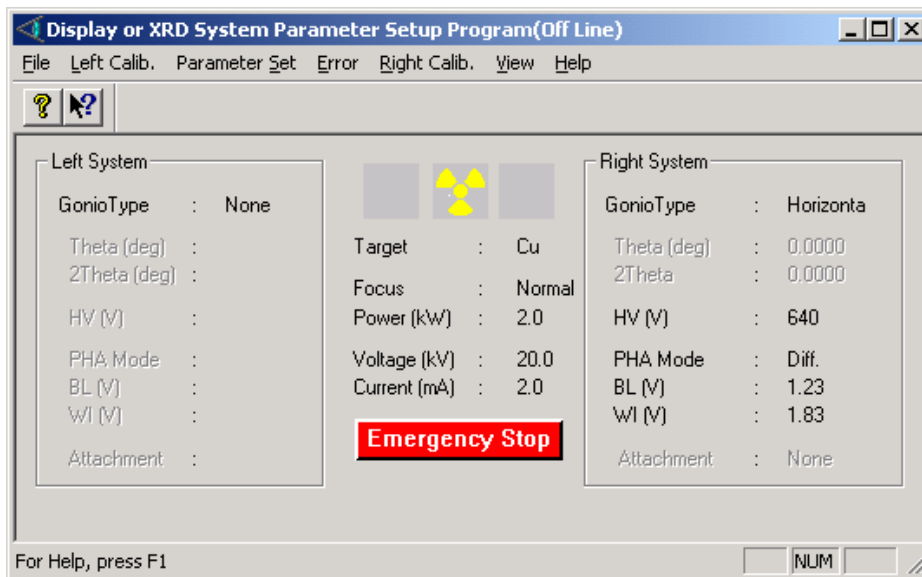 Display or XRD System Parameter Setup Program(Off Line)
File Left Calib. Parameter Set Error Right Calib. View Help
Left System
GonioType : None
Theta (deg) :
2Theta (deg) :
HV (V) :
PHA Mode :
BL (V) :
WI (V) :
Attachment :
Target : Cu
Focus : Normal
Power (kW) : 2.0
Voltage (kV) : 20.0
Current (mA) : 2.0
Emergency Stop
Right System
GonioType : Horizonta
Theta (deg) : 0.0000
2Theta : 0.0000
HV (V) : 640
PHA Mode : Diff.
BL (V) : 1.23
WI (V) : 1.83
Attachment : None
For Help, press F1
NUM